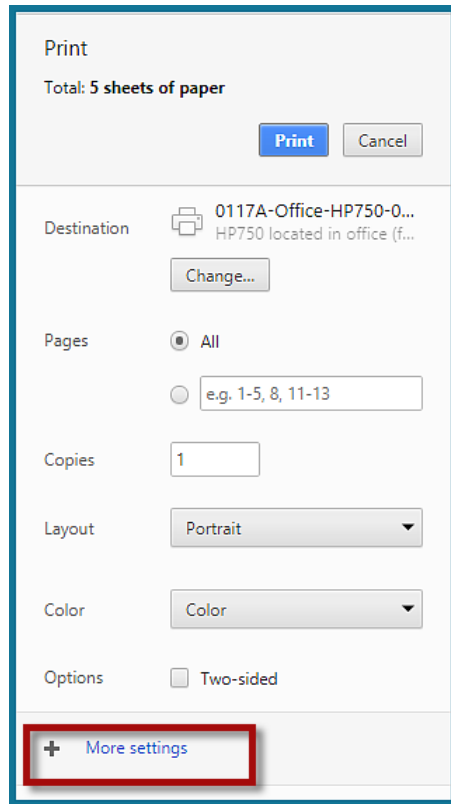 Print
Total: 5 sheets of paper
Print Cancel
Destination 0117A-Office-HP750-0...
HP750 located in office (f...
Change...
Pages All
e.g. 1-5, 8, 11-13
Copies 1
Layout Portrait
Color Color
Options Two-sided
More settings